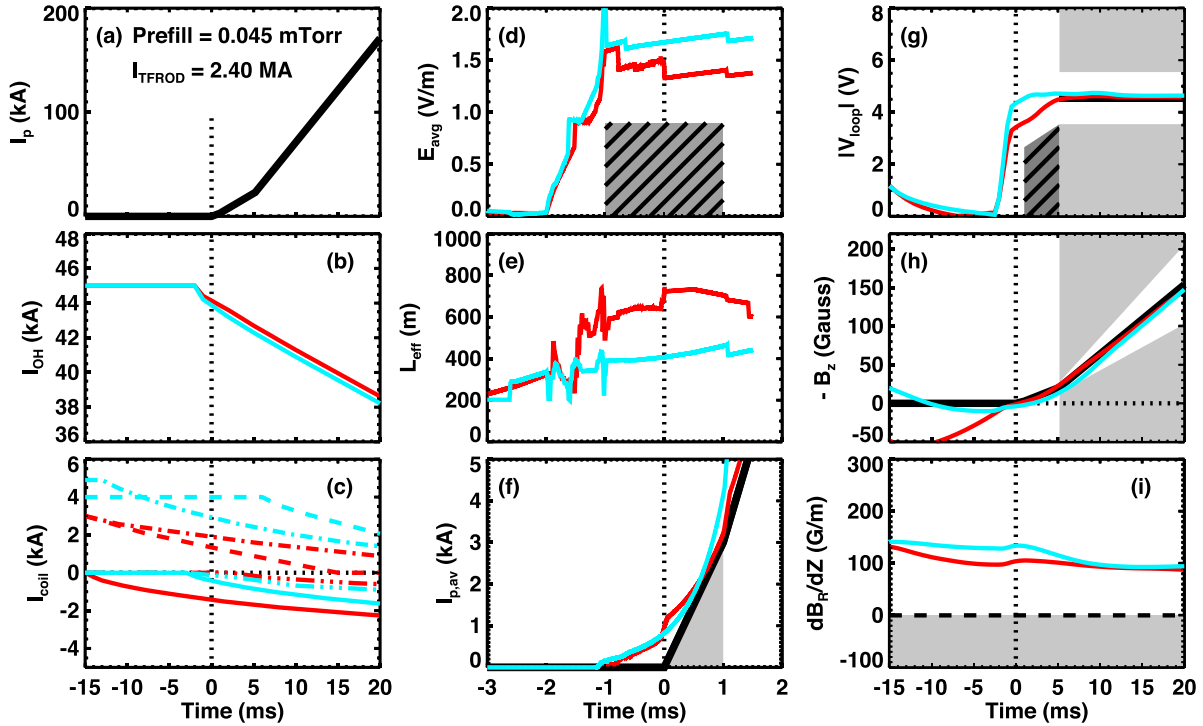 (a) Prefill = 0.045 mTorr
I_TFROD = 2.40 MA
I_p (kA)
200
100
0
(b)
I_OH (kA)
46
44
42
40
38
36
(c)
I_coil (kA)
6
4
2
0
-2
-4
-15 -10 -5 0 5 10 15 20
Time (ms)
(d)
E_avg (V/m)
2.0
1.5
1.0
0.5
0.0
(e)
L_eff (m)
1000
800
600
400
200
0
(f)
I_p,av (kA)
5
4
3
2
1
0
-3 -2 -1 0 1 2
Time (ms)
(g)
|V_loop| (V)
8
6
4
2
0
(h)
- B_z (Gauss)
200
150
100
50
0
-50
(i)
dB_R/dZ (G/m)
300
200
100
0
-100
-15 -10 -5 0 5 10 15 20
Time (ms)